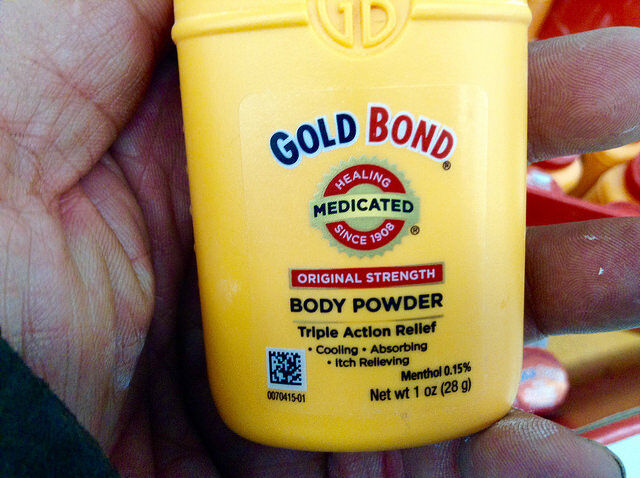 GB
GOLD BOND®
HEALING
MEDICATED
SINCE 1908 ®
ORIGINAL STRENGTH
BODY POWDER
Triple Action Relief
• Cooling • Absorbing
• Itch Relieving
Menthol 0.15%
0070415-01
Net wt 1 oz (28 g)